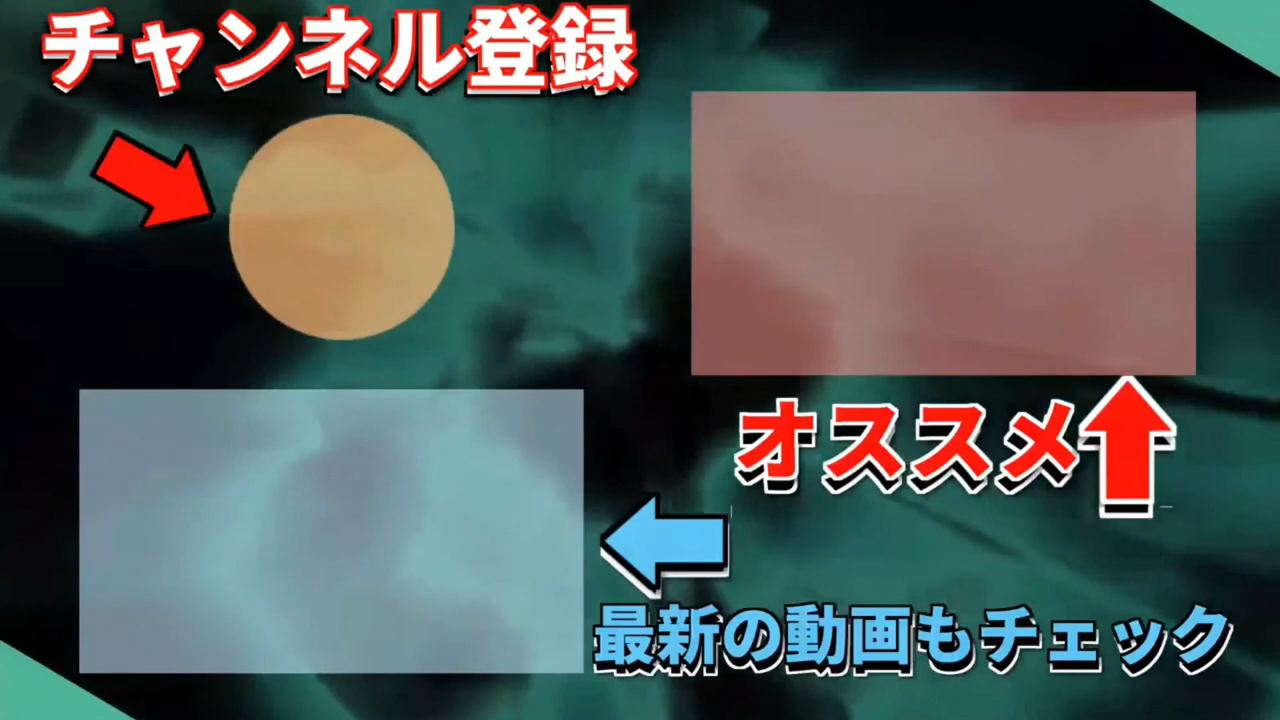 チャンネル登録
オススメ
最新の動画もチェック